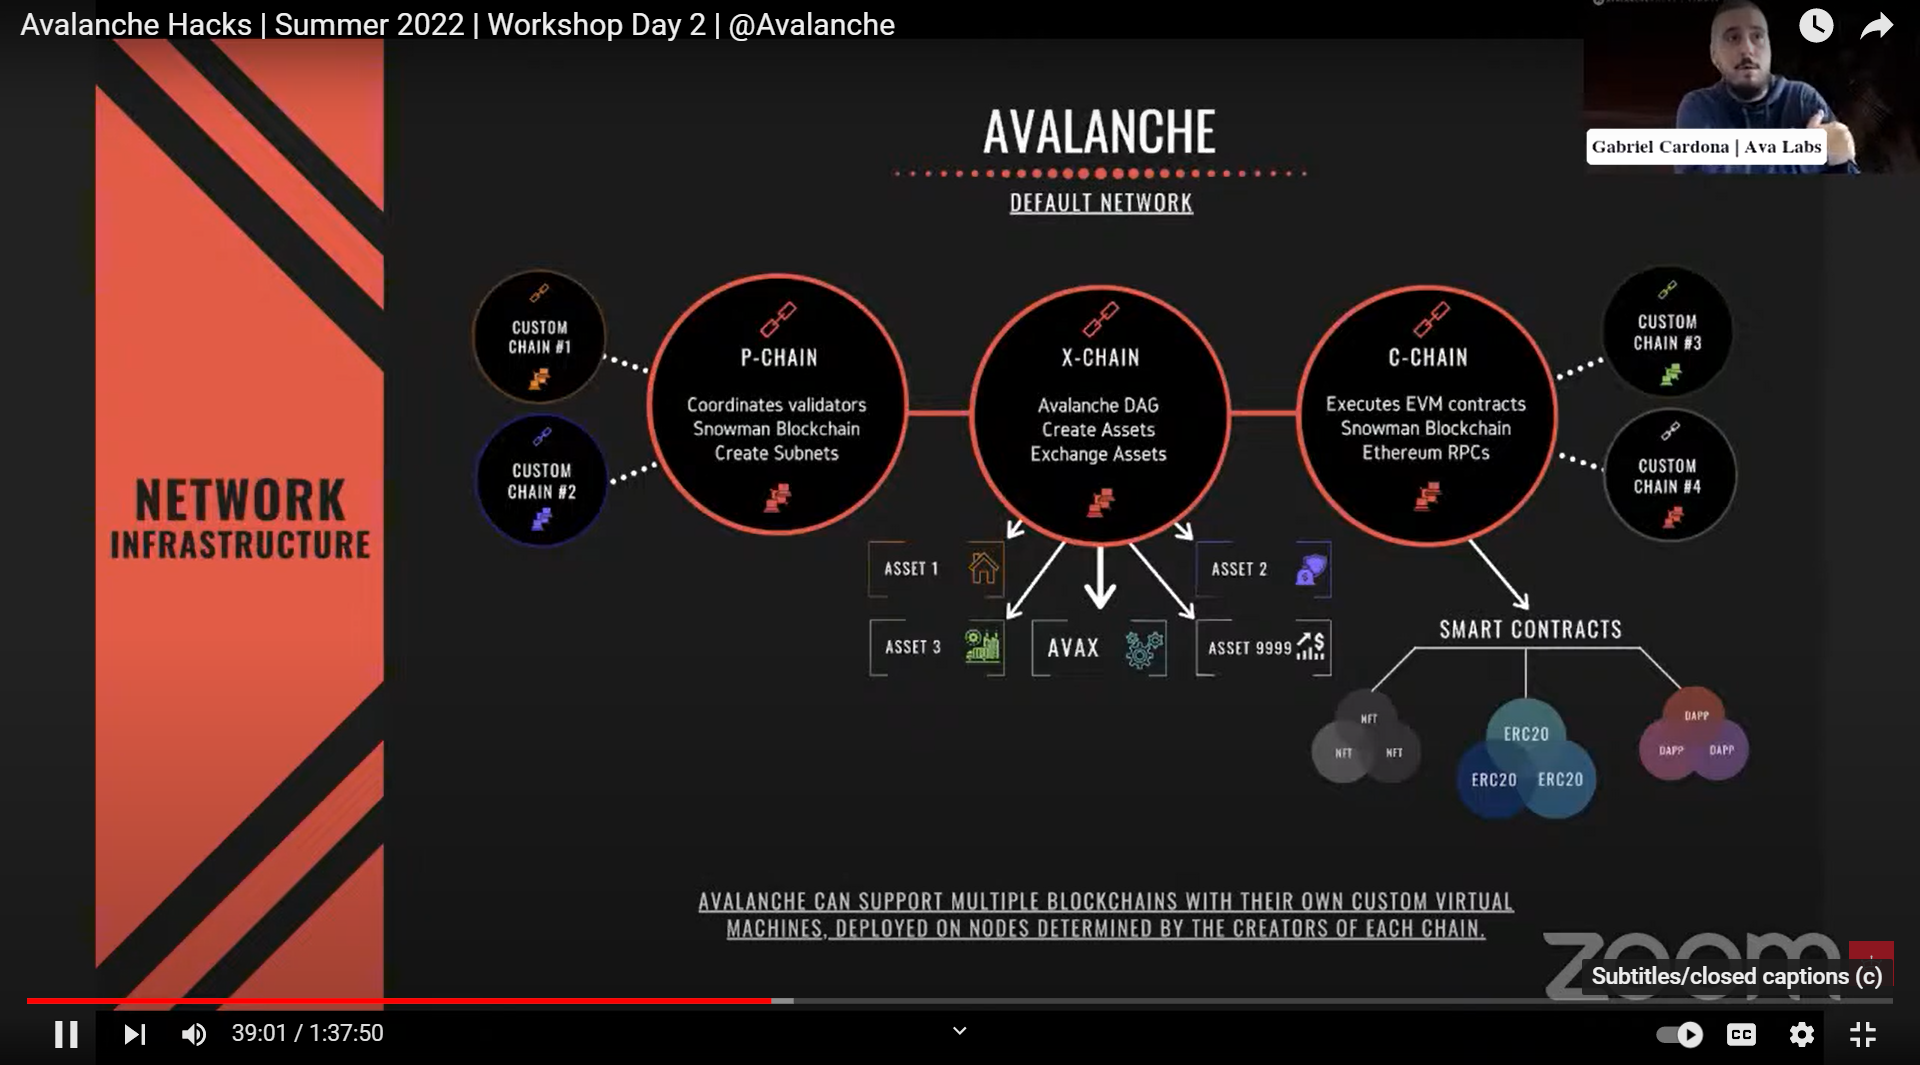 Avalanche Hacks | Summer 2022 | Workshop Day 2 | @Avalanche
Gabriel Cardona | Ava Labs
AVALANCHE
DEFAULT NETWORK
NETWORK
INFRASTRUCTURE
CUSTOM
CHAIN #1
CUSTOM
CHAIN #2
P-CHAIN
Coordinates validators
Snowman Blockchain
Create Subnets
X-CHAIN
Avalanche DAG
Create Assets
Exchange Assets
C-CHAIN
Executes EVM contracts
Snowman Blockchain
Ethereum RPCs
CUSTOM
CHAIN #3
CUSTOM
CHAIN #4
ASSET 1
ASSET 2
ASSET 3
AVAX
ASSET 9999
$
SMART CONTRACTS
NFT
NFT NFT
ERC20
ERC20 ERC20
DAPP
DAPP DAPP
AVALANCHE CAN SUPPORT MULTIPLE BLOCKCHAINS WITH THEIR OWN CUSTOM VIRTUAL
MACHINES, DEPLOYED ON NODES DETERMINED BY THE CREATORS OF EACH CHAIN.
zoom
Subtitles/closed captions (c)
39:01 / 1:37:50
CC